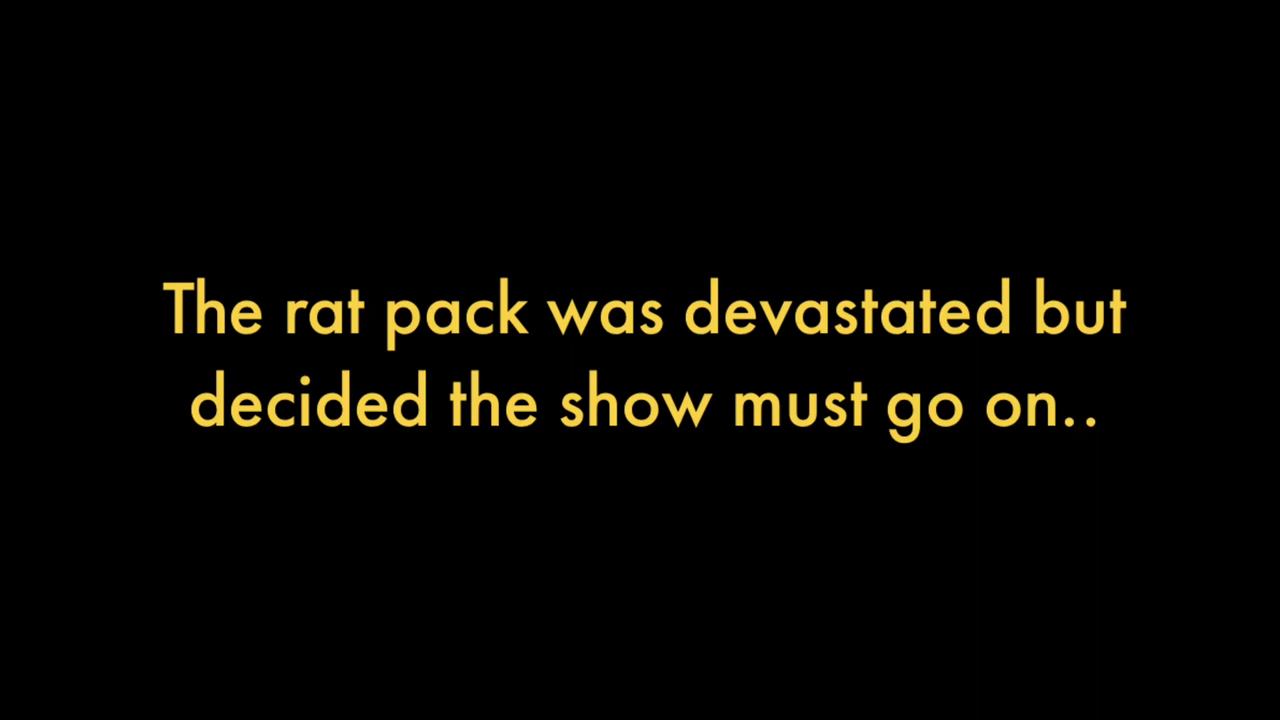 The rat pack was devastated but
decided the show must go on..